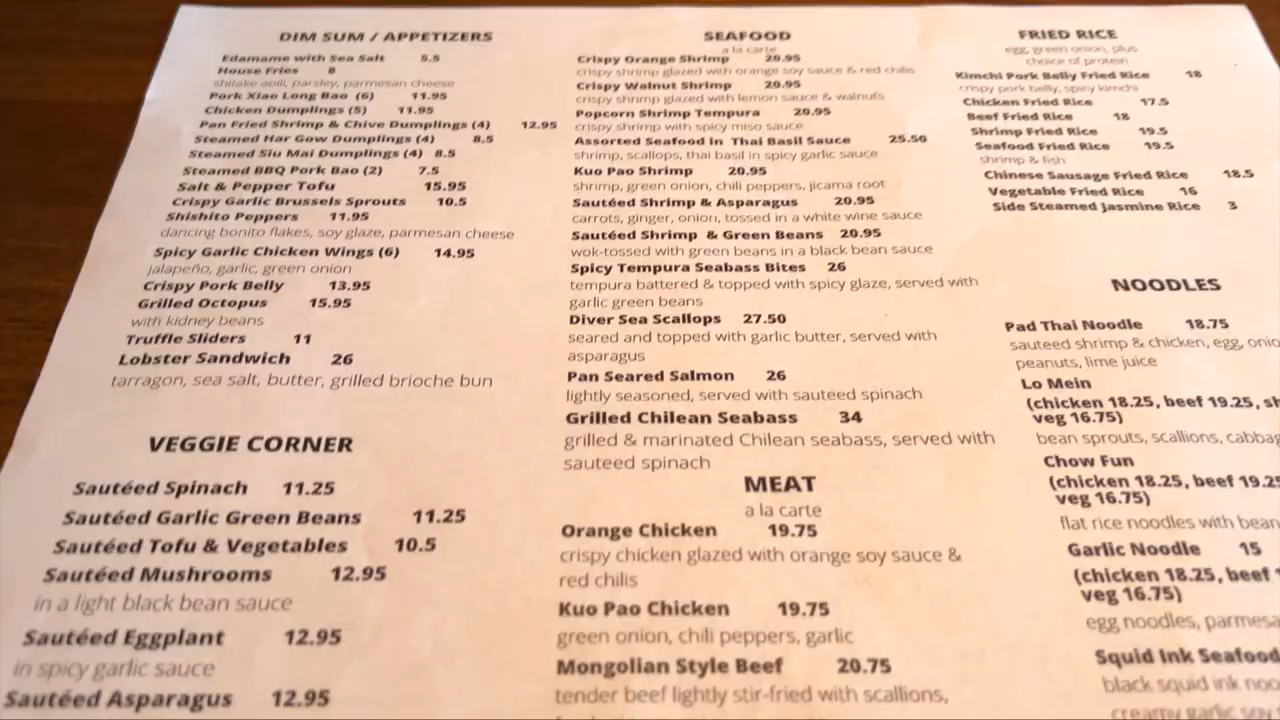 DIM SUM / APPETIZERS
Edamame with Sea Salt 5.5
House Fries 8
shitake aoili, parsley, parmesan cheese
Pork Xiao Long Bao (6) 11.95
Chicken Dumplings (5) 11.95
Pan Fried Shrimp & Chive Dumplings (4) 12.95
Steamed Har Gow Dumplings (4) 8.5
Steamed Siu Mai Dumplings (4) 8.5
Steamed BBQ Pork Bao (2) 7.5
Salt & Pepper Tofu 15.95
Crispy Garlic Brussels Sprouts 10.5
Shishito Peppers 11.95
dancing bonito flakes, soy glaze, parmesan cheese
Spicy Garlic Chicken Wings (6) 14.95
jalapeño, garlic, green onion
Crispy Pork Belly 13.95
Grilled Octopus 15.95
with kidney beans
Truffle Sliders 11
Lobster Sandwich 26
tarragon, sea salt, butter, grilled brioche bun
VEGGIE CORNER
Sautéed Spinach 11.25
Sautéed Garlic Green Beans 11.25
Sautéed Tofu & Vegetables 10.5
Sautéed Mushrooms 12.95
in a light black bean sauce
Sautéed Eggplant 12.95
in spicy garlic sauce
Sautéed Asparagus 12.95
SEAFOOD
a la carte
Crispy Orange Shrimp 20.95
crispy shrimp glazed with orange soy sauce & red chilis
Crispy Walnut Shrimp 20.95
crispy shrimp glazed with lemon sauce & walnuts
Popcorn Shrimp Tempura 20.95
crispy shrimp with spicy miso sauce
Assorted Seafood in Thai Basil Sauce 25.50
shrimp, scallops, thai basil in spicy garlic sauce
Kuo Pao Shrimp 20.95
shrimp, green onion, chili peppers, jicama root
Sautéed Shrimp & Asparagus 20.95
carrots, ginger, onion, tossed in a white wine sauce
Sautéed Shrimp & Green Beans 20.95
wok-tossed with green beans in a black bean sauce
Spicy Tempura Seabass Bites 26
tempura battered & topped with spicy glaze, served with
garlic green beans
Diver Sea Scallops 27.50
seared and topped with garlic butter, served with
asparagus
Pan Seared Salmon 26
lightly seasoned, served with sauteed spinach
Grilled Chilean Seabass 34
grilled & marinated Chilean seabass, served with
sauteed spinach
MEAT
a la carte
Orange Chicken 19.75
crispy chicken glazed with orange soy sauce &
red chilis
Kuo Pao Chicken 19.75
green onion, chili peppers, garlic
Mongolian Style Beef 20.75
tender beef lightly stir-fried with scallions,
FRIED RICE
egg, green onion, plus
choice of protein
Kimchi Pork Belly Fried Rice 18
crispy pork belly, spicy kimchi
Chicken Fried Rice 17.5
Beef Fried Rice 18
Shrimp Fried Rice 19.5
Seafood Fried Rice 19.5
shrimp & fish
Chinese Sausage Fried Rice 18.5
Vegetable Fried Rice 16
Side Steamed Jasmine Rice 3
NOODLES
Pad Thai Noodle 18.75
sauteed shrimp & chicken, egg, onio
peanuts, lime juice
Lo Mein
(chicken 18.25, beef 19.25, sh
veg 16.75)
bean sprouts, scallions, cabbag
Chow Fun
(chicken 18.25, beef 19.25
veg 16.75)
flat rice noodles with bean
Garlic Noodle 15
(chicken 18.25, beef 1
veg 16.75)
egg noodles, parmesa
Squid Ink Seafood
black squid ink noo
creamy garlic soy